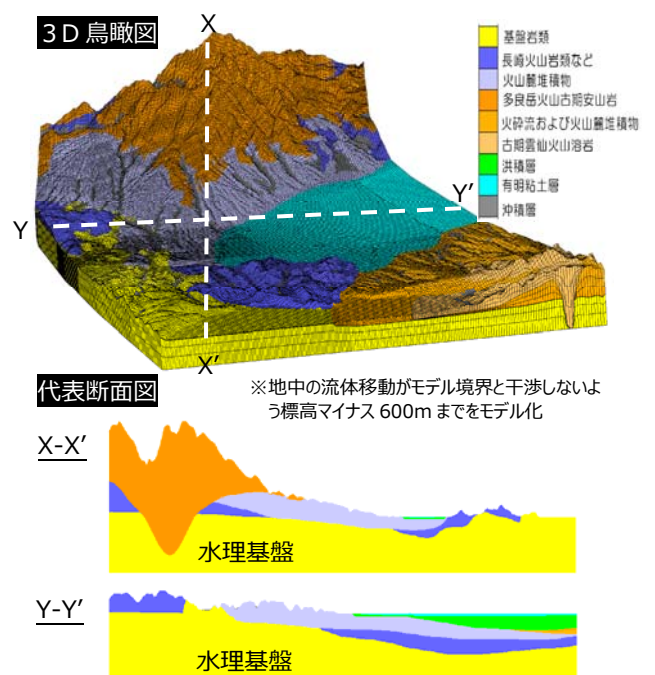 3D鳥瞰図
X
基盤岩類
長崎火山岩類など
火山麓堆積物
多良岳火山古期安山岩
火砕流および火山麓堆積物
古期雲仙火山溶岩
洪積層
有明粘土層
沖積層
Y′
Y
X′
代表断面図
※地中の流体移動がモデル境界と干渉しないよ
う標高マイナス600mまでをモデル化
X-X′
水理基盤
Y-Y′
水理基盤